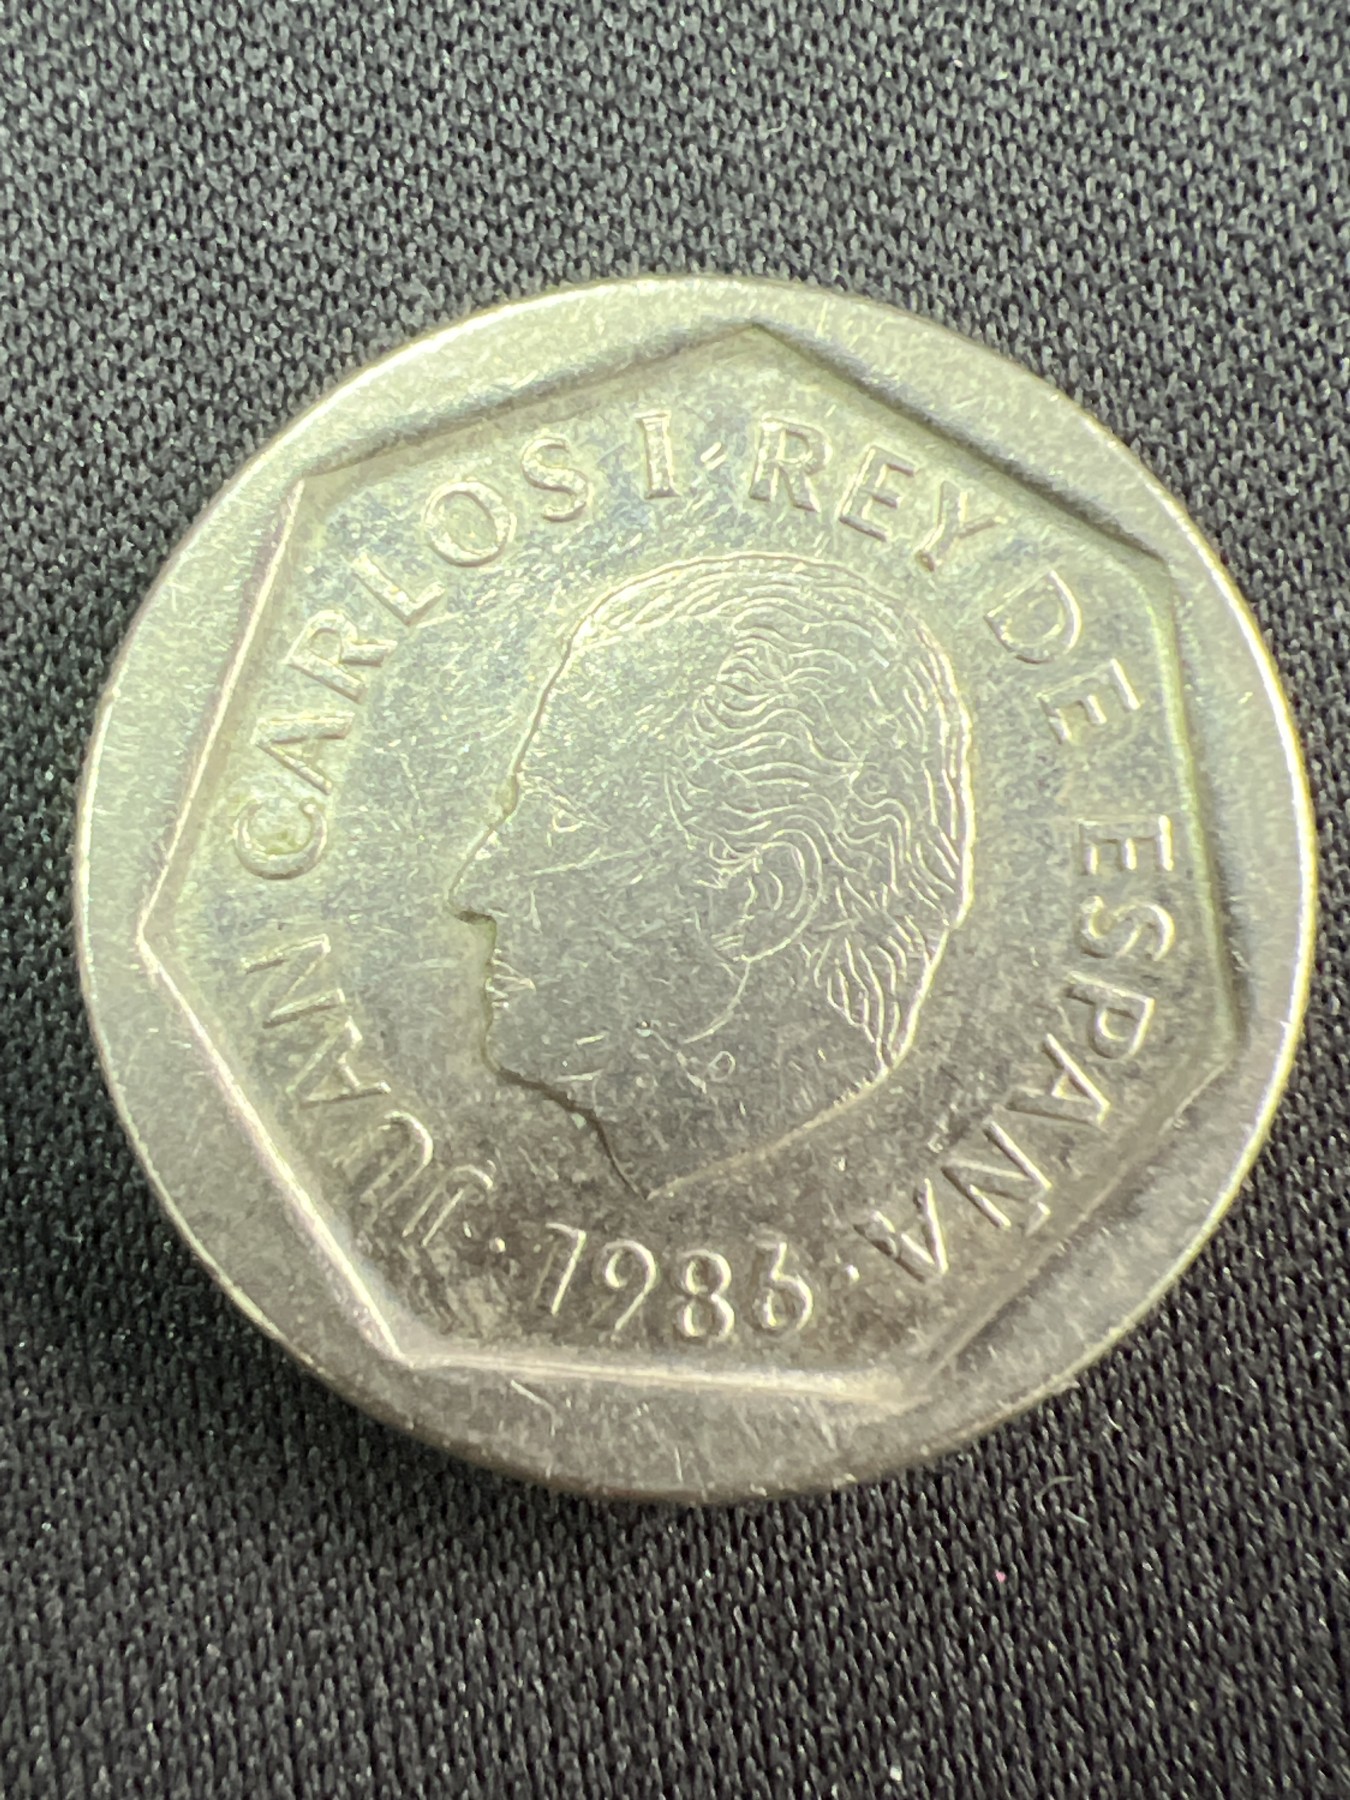 JUAN CARLOS I · REY DE ESPAÑA
· 1986 ·